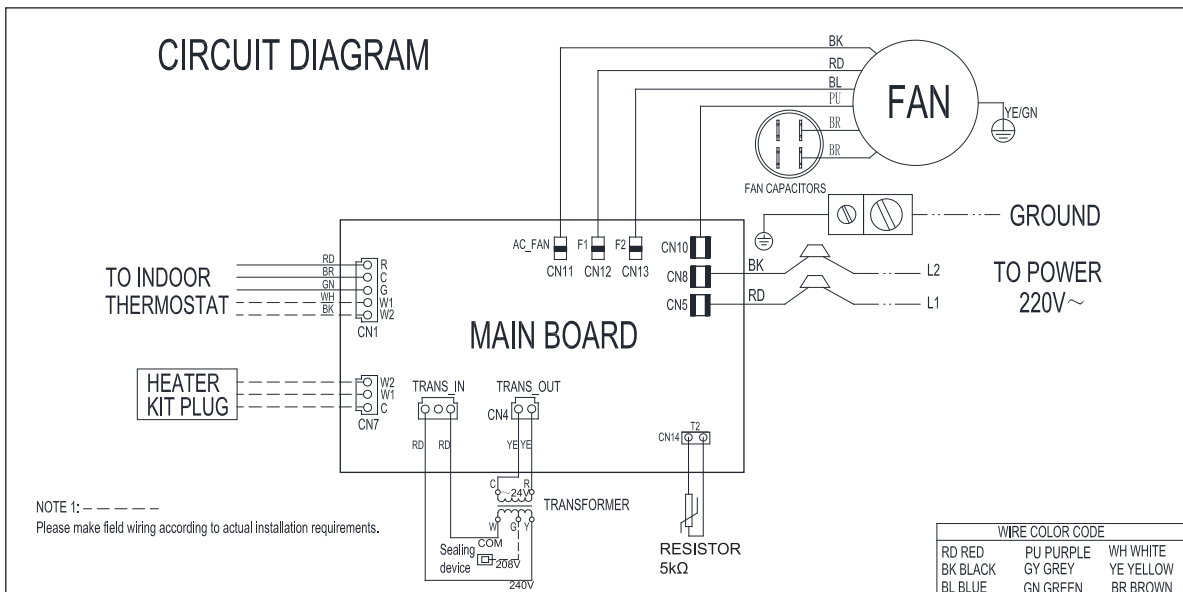 CIRCUIT DIAGRAM
BK
RD
BL
PU
BR
BR
FAN
YE/GN
FAN CAPACITORS
GROUND
AC_FAN
F1
F2
CN11
CN12
CN13
CN10
CN8
CN5
BK
RD
L2
L1
TO POWER
220V～
TO INDOOR
THERMOSTAT
RD
BR
GN
WH
BK
R
C
G
W1
W2
CN1
MAIN BOARD
HEATER
KIT PLUG
W2
W1
C
CN7
TRANS_IN
TRANS_OUT
CN4
RD
RD
YE YE
T2
CN14
C
R
~24V
TRANSFORMER
W
G
Y
COM
Sealing
device
208V
240V
RESISTOR
5kΩ
NOTE 1: – – – – –
Please make field wiring according to actual installation requirements.
WIRE COLOR CODE
RD RED PU PURPLE WH WHITE
BK BLACK GY GREY YE YELLOW
BL BLUE GN GREEN BR BROWN